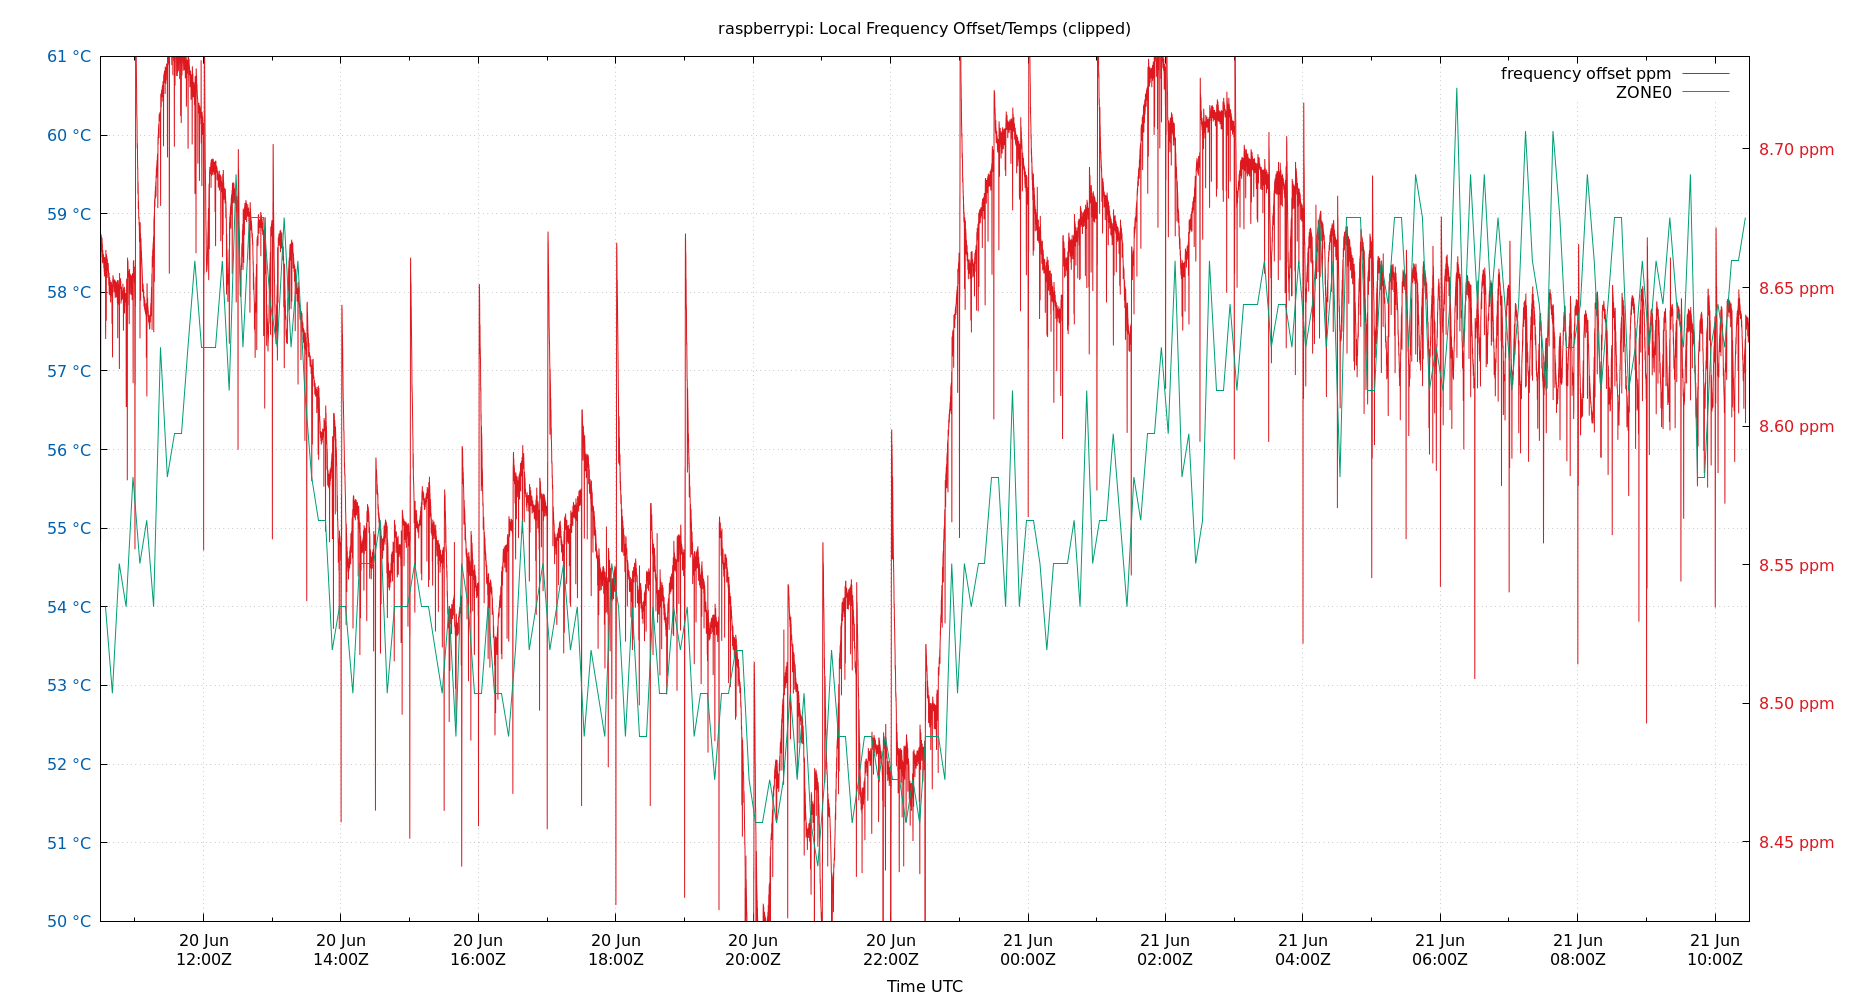 raspberrypi: Local Frequency Offset/Temps (clipped)
61 °C
60 °C
59 °C
58 °C
57 °C
56 °C
55 °C
54 °C
53 °C
52 °C
51 °C
50 °C
frequency offset ppm
ZONE0
8.70 ppm
8.65 ppm
8.60 ppm
8.55 ppm
8.50 ppm
8.45 ppm
20 Jun 20 Jun 20 Jun 20 Jun 20 Jun 20 Jun 21 Jun 21 Jun 21 Jun 21 Jun 21 Jun 21 Jun
12:00Z 14:00Z 16:00Z 18:00Z 20:00Z 22:00Z 00:00Z 02:00Z 04:00Z 06:00Z 08:00Z 10:00Z
Time UTC